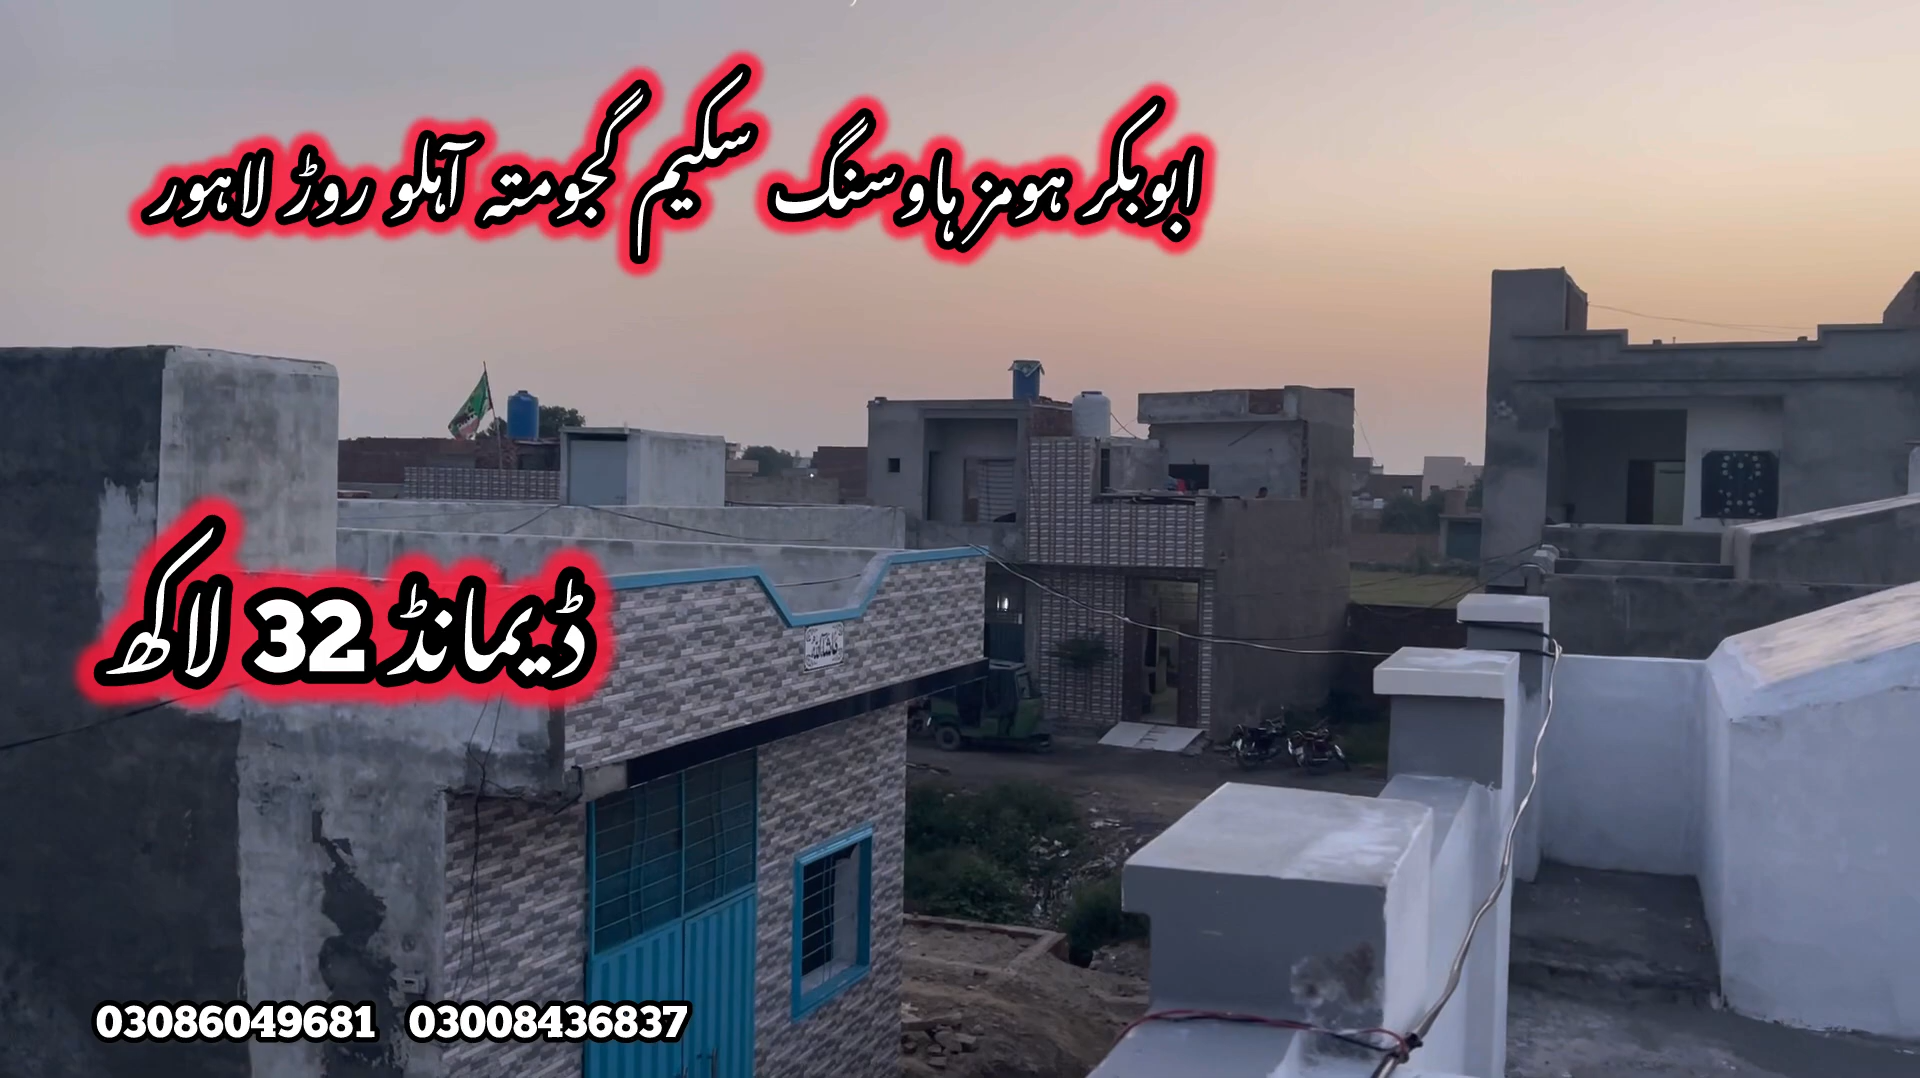 ابوبکر ہومز ہاوسنگ سکیم گجومتہ آہلو روڑ لاہور
ڈیمانڈ 32 لاکھ
03086049681 03008436837